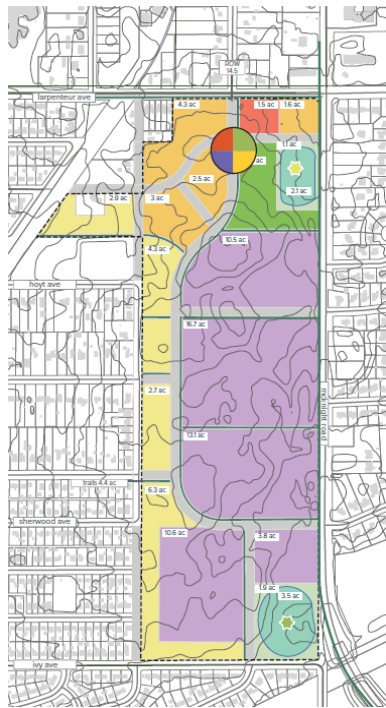 ROW
14.5
larpenteur ave
4.3 ac
1.5 ac
1.6 ac
1.1 ac
ac
2.5 ac
2.1 ac
2.9 ac
3 ac
10.5 ac
4.3 ac
hoyt ave
16.7 ac
mcknight road
2.7 ac
13.1 ac
trails 4.4 ac
6.3 ac
sherwood ave
10.6 ac
3.8 ac
1.9 ac
3.5 ac
ivy ave